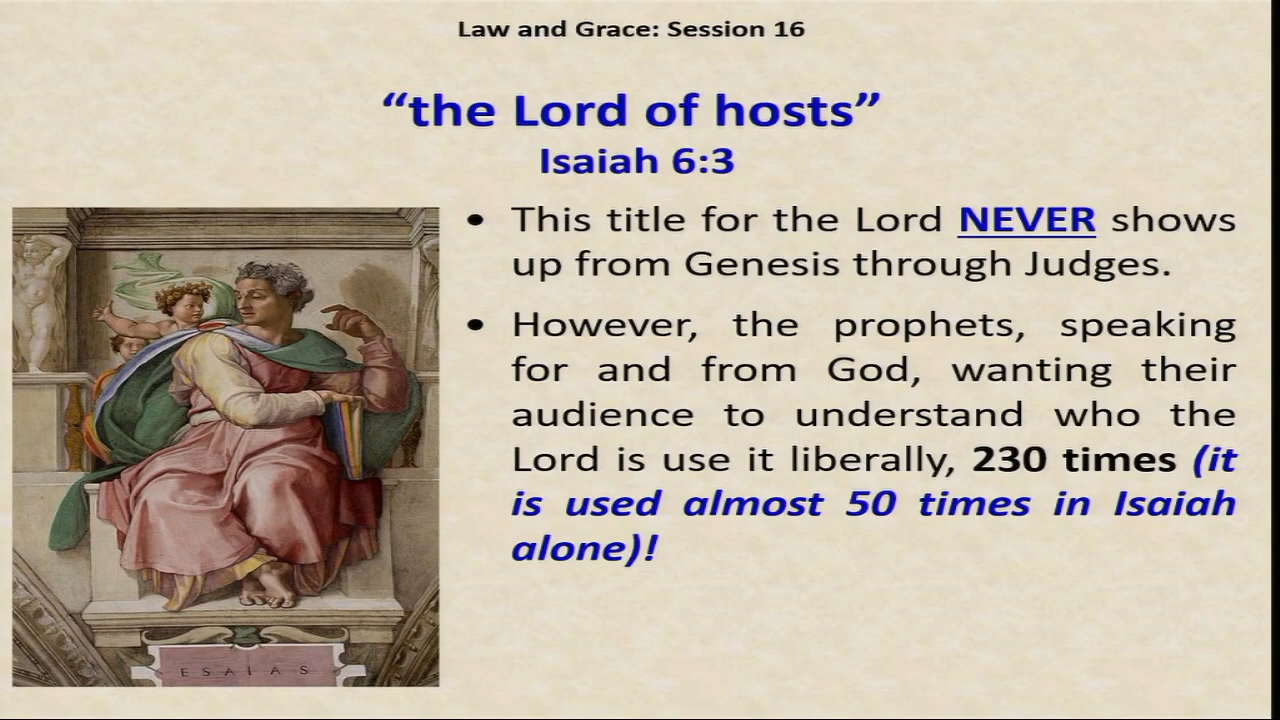 Law and Grace: Session 16
“the Lord of hosts”
Isaiah 6:3
• This title for the Lord NEVER shows
up from Genesis through Judges.
• However, the prophets, speaking
for and from God, wanting their
audience to understand who the
Lord is use it liberally, 230 times (it
is used almost 50 times in Isaiah
alone)!
ESAIAS